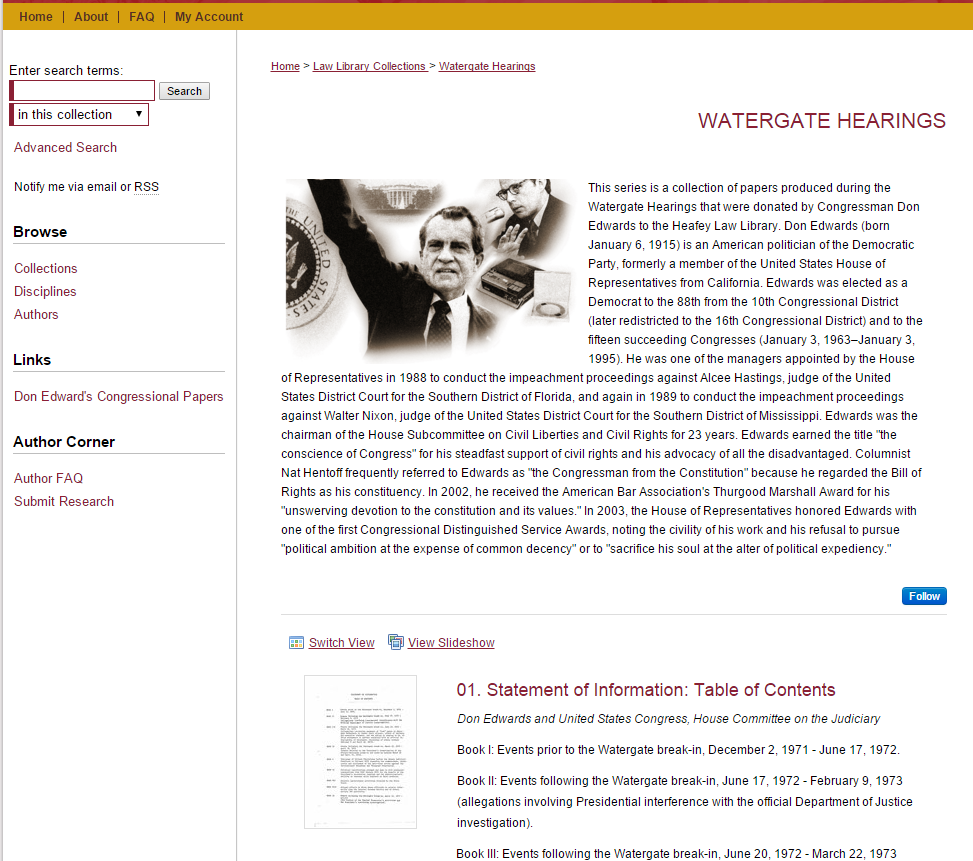 Home | About | FAQ | My Account
Enter search terms:
Search
in this collection ▼
Advanced Search
Notify me via email or RSS
Browse
Collections
Disciplines
Authors
Links
Don Edward's Congressional Papers
Author Corner
Author FAQ
Submit Research
Home > Law Library Collections > Watergate Hearings
WATERGATE HEARINGS
This series is a collection of papers produced during the
Watergate Hearings that were donated by Congressman Don
Edwards to the Heafey Law Library. Don Edwards (born
January 6, 1915) is an American politician of the Democratic
Party, formerly a member of the United States House of
Representatives from California. Edwards was elected as a
Democrat to the 88th from the 10th Congressional District
(later redistricted to the 16th Congressional District) and to the
fifteen succeeding Congresses (January 3, 1963–January 3,
1995). He was one of the managers appointed by the House
of Representatives in 1988 to conduct the impeachment proceedings against Alcee Hastings, judge of the United
States District Court for the Southern District of Florida, and again in 1989 to conduct the impeachment proceedings
against Walter Nixon, judge of the United States District Court for the Southern District of Mississippi. Edwards was the
chairman of the House Subcommittee on Civil Liberties and Civil Rights for 23 years. Edwards earned the title "the
conscience of Congress" for his steadfast support of civil rights and his advocacy of all the disadvantaged. Columnist
Nat Hentoff frequently referred to Edwards as "the Congressman from the Constitution" because he regarded the Bill of
Rights as his constituency. In 2002, he received the American Bar Association's Thurgood Marshall Award for his
"unswerving devotion to the constitution and its values." In 2003, the House of Representatives honored Edwards with
one of the first Congressional Distinguished Service Awards, noting the civility of his work and his refusal to pursue
"political ambition at the expense of common decency" or to "sacrifice his soul at the alter of political expediency."
Follow
Switch View
View Slideshow
01. Statement of Information: Table of Contents
Don Edwards and United States Congress, House Committee on the Judiciary
Book I: Events prior to the Watergate break-in, December 2, 1971 - June 17, 1972.
Book II: Events following the Watergate break-in, June 17, 1972 - February 9, 1973
(allegations involving Presidential interference with the official Department of Justice
investigation).
Book III: Events following the Watergate break-in, June 20, 1972 - March 22, 1973